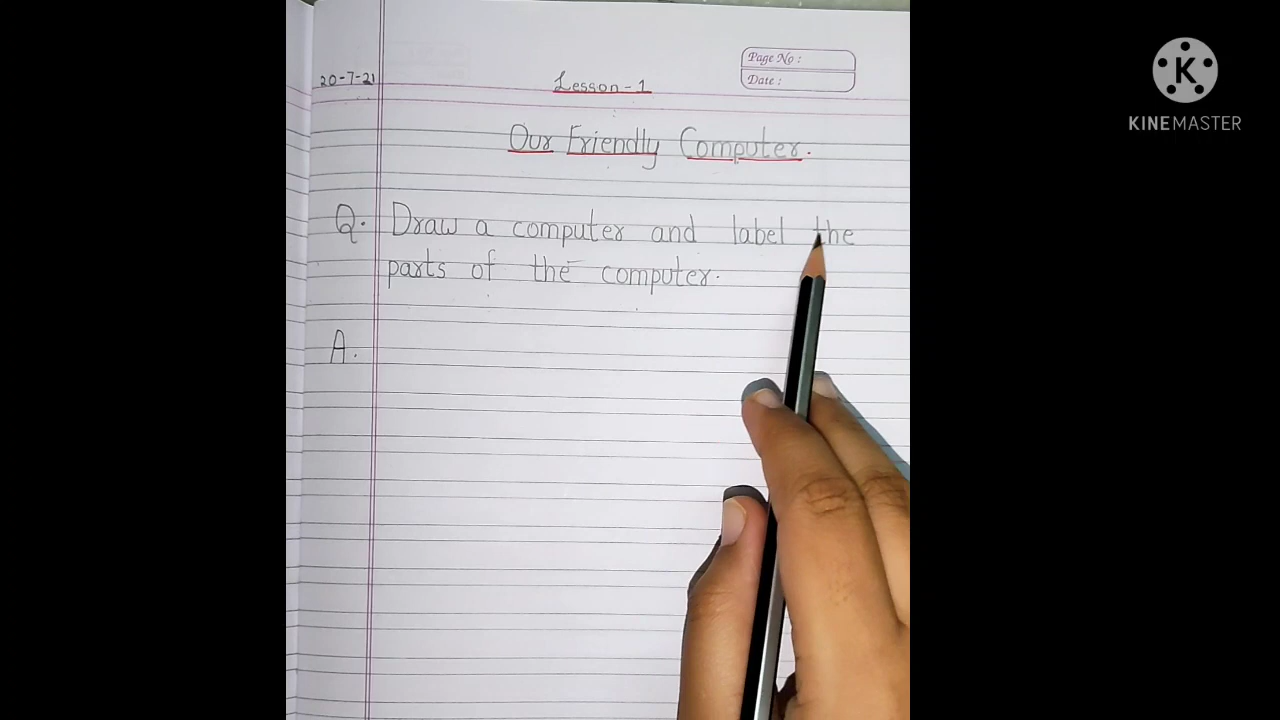 Page No :
20-7-21
Lesson - 1
Date :
Our Friendly Computer.
Q. Draw a computer and label the
parts of the computer.
A.
K
KINEMASTER